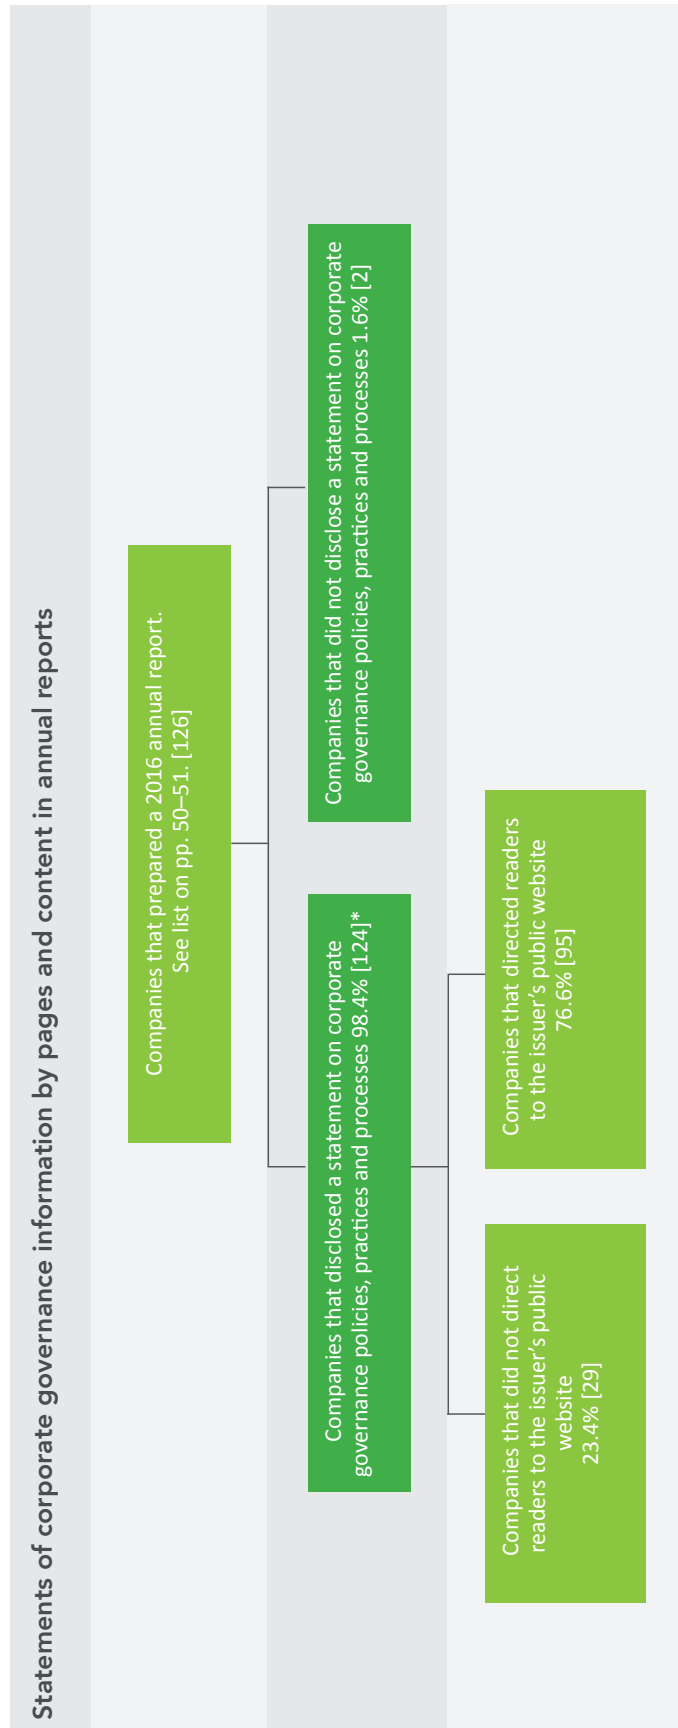 Statements of corporate governance information by pages and content in annual reports
Companies that prepared a 2016 annual report.
See list on pp. 50–51. [126]
Companies that disclosed a statement on corporate
governance policies, practices and processes 98.4% [124]*
Companies that did not disclose a statement on corporate
governance policies, practices and processes 1.6% [2]
Companies that did not direct
readers to the issuer’s public
website
23.4% [29]
Companies that directed readers
to the issuer’s public website
76.6% [95]